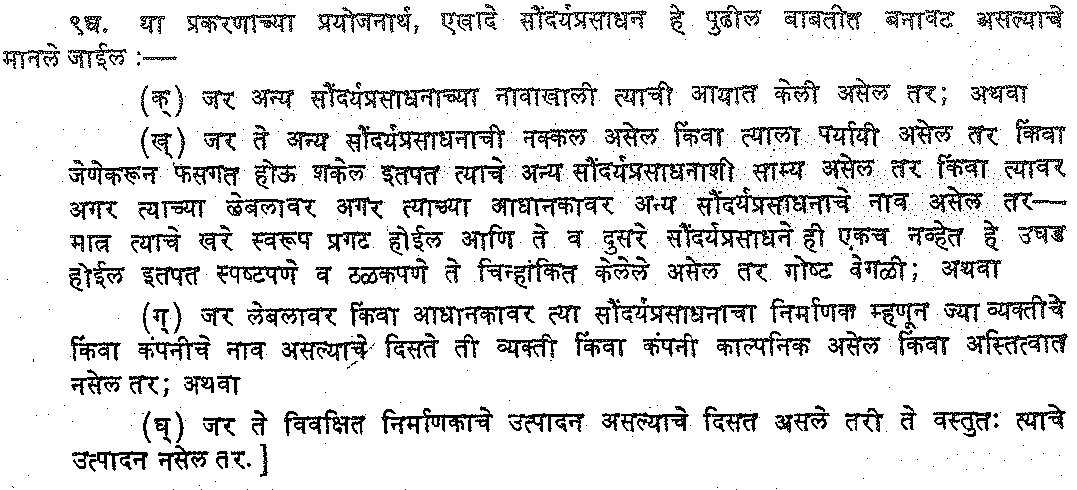 ९घ. या प्रकरणाच्या प्रयोजनार्थ, एखादे सौंदर्यप्रसाधन हे पुढील बाबतीत बनावट असल्याचे
मानले जाईल :—
(क्) जर अन्य सौंदर्यप्रसाधनाच्या नावाखाली त्याची आयात केली असेल तर; अथवा
(ख्) जर ते अन्य सौंदर्यप्रसाधनाची नक्कल असेल किंवा त्याला पर्यायी असेल तर किंवा
जेणेकरून फसगत होऊ शकेल इतपत त्याचे अन्य सौंदर्यप्रसाधनाशी साम्य असेल तर किंवा त्यावर
अगर त्याच्या लेबलावर अगर त्याच्या आधानकावर अन्य सौंदर्यप्रसाधनाचे नाव असेल तर—
मात्र त्याचे खरे स्वरूप प्रगट होईल आणि ते व दुसरे सौंदर्यप्रसाधने ही एकच नव्हेत हे उघड
होईल इतपत स्पष्टपणे व ठळकपणे ते चिन्हांकित केलेले असेल तर गोष्ट वेगळी; अथवा
(ग्) जर लेबलावर किंवा आधानकावर त्या सौंदर्यप्रसाधनाचा निर्माणक म्हणून ज्या व्यक्तीचे
किंवा कंपनीचे नाव असल्याचे दिसते ती व्यक्ती किंवा कंपनी काल्पनिक असेल किंवा अस्तित्वात
नसेल तर; अथवा
(घ्) जर ते विवक्षित निर्माणकाचे उत्पादन असल्याचे दिसत असले तरी ते वस्तुतः त्याचे
उत्पादन नसेल तर.]